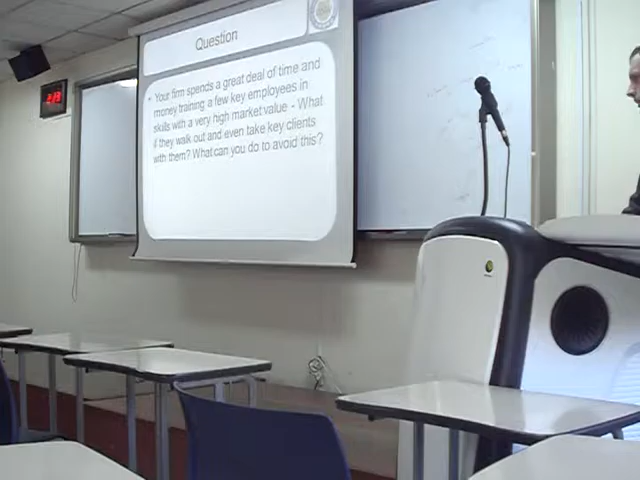 Question
• Your firm spends a great deal of time and
money training a few key employees in
skills with a very high market value - What
if they walk out and even take key clients
with them? What can you do to avoid this?